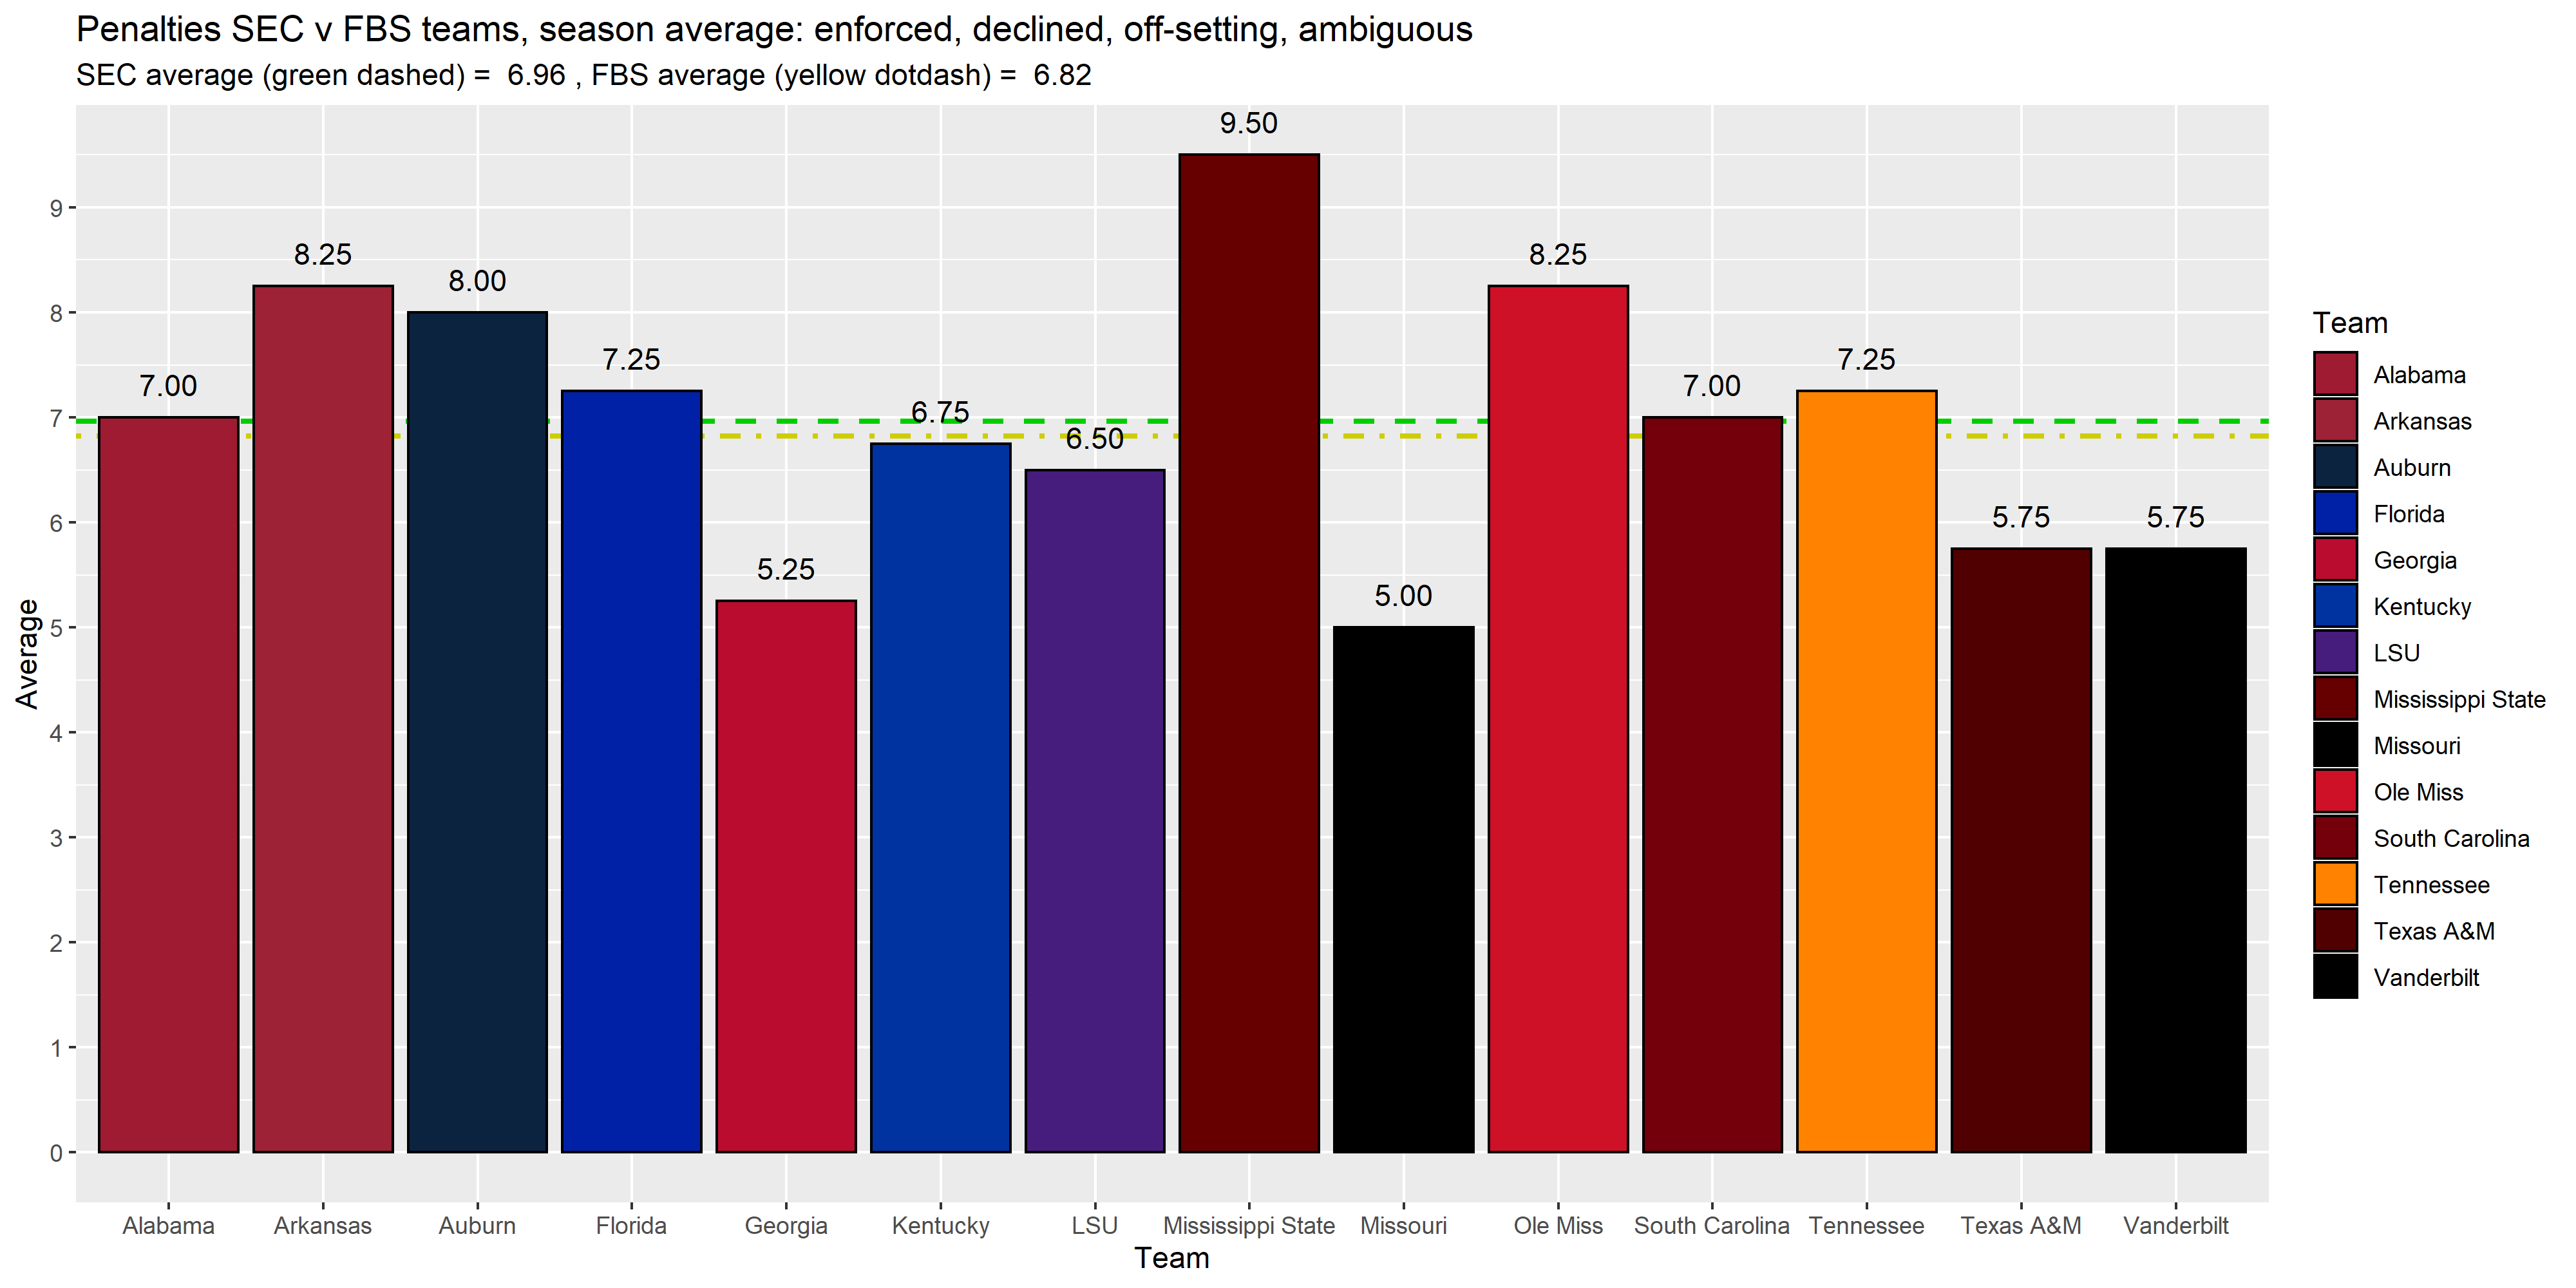 Penalties SEC v FBS teams, season average: enforced, declined, off-setting, ambiguous
SEC average (green dashed) =  6.96 , FBS average (yellow dotdash) =  6.82
Average
9
8
7
6
5
4
3
2
1
0
7.00
8.25
8.00
7.25
5.25
6.75
6.50
9.50
5.00
8.25
7.00
7.25
5.75
5.75
Alabama
Arkansas
Auburn
Florida
Georgia
Kentucky
LSU
Mississippi State
Missouri
Ole Miss
South Carolina
Tennessee
Texas A&M
Vanderbilt
Team
Team
Alabama
Arkansas
Auburn
Florida
Georgia
Kentucky
LSU
Mississippi State
Missouri
Ole Miss
South Carolina
Tennessee
Texas A&M
Vanderbilt